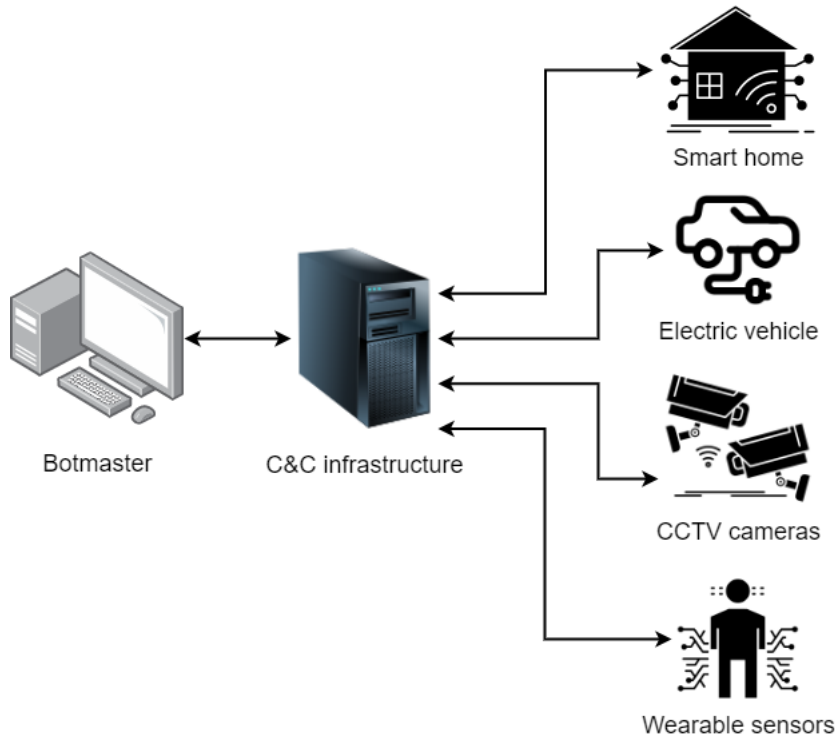 Smart home
Electric vehicle
Botmaster
C&C infrastructure
CCTV cameras
Wearable sensors